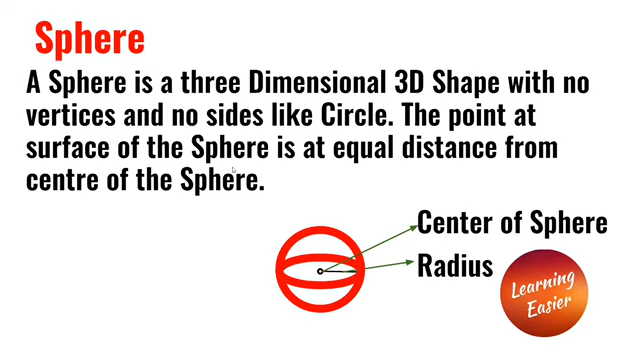 Sphere
A Sphere is a three Dimensional 3D Shape with no
vertices and no sides like Circle. The point at
surface of the Sphere is at equal distance from
centre of the Sphere.
Center of Sphere
Radius
Learning
Easier